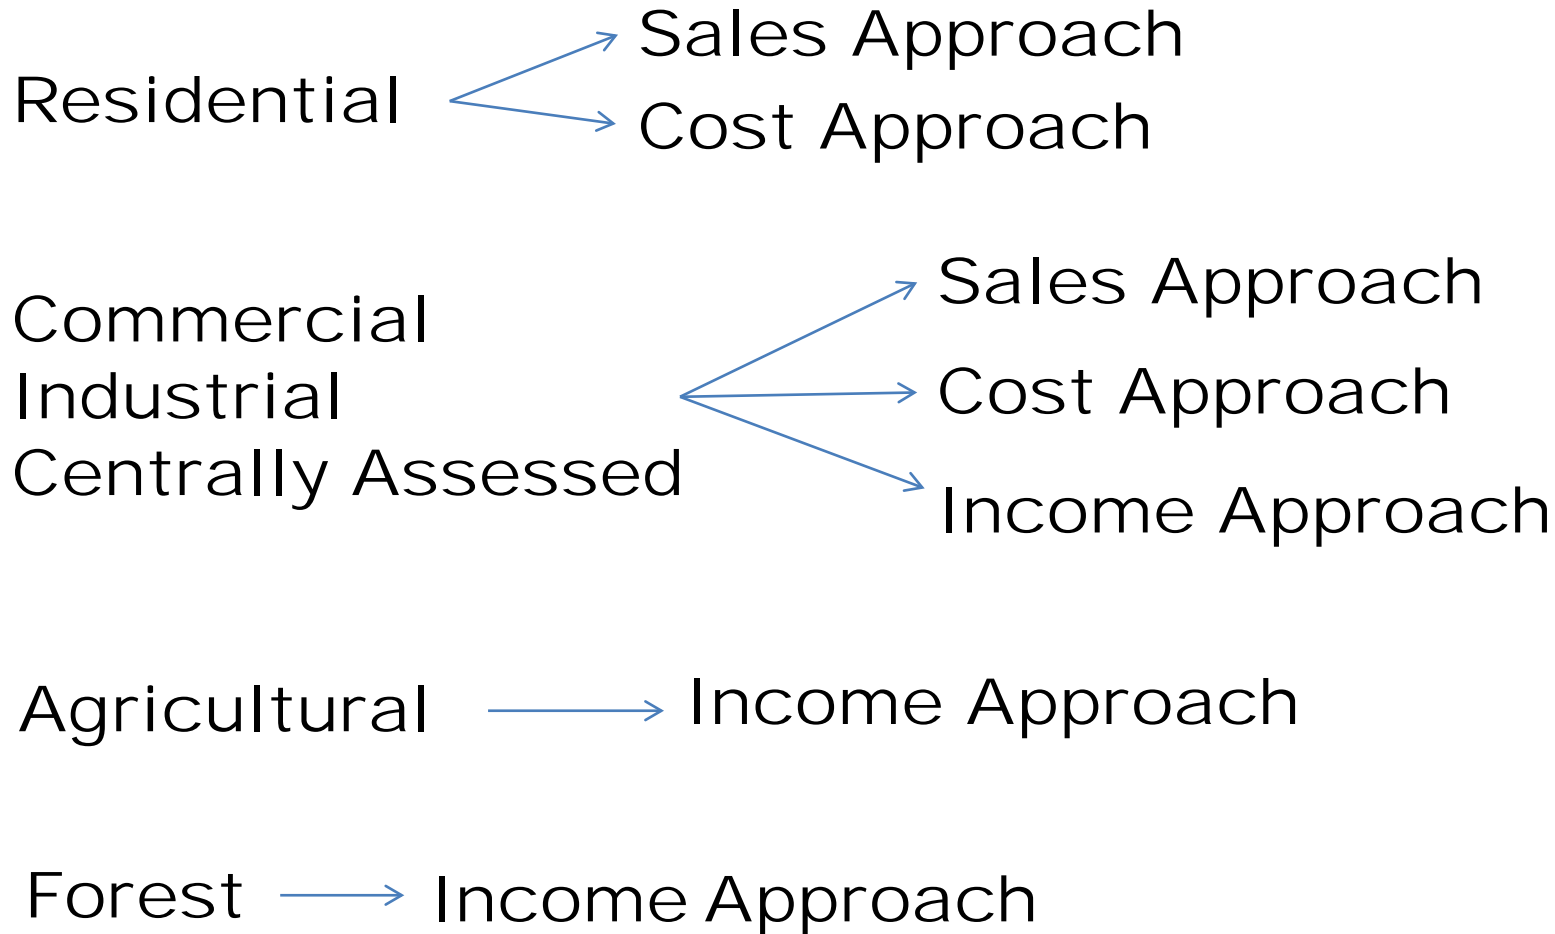 Residential
Sales Approach
Cost Approach
Commercial
Industrial
Centrally Assessed
Sales Approach
Cost Approach
Income Approach
Agricultural
Income Approach
Forest
Income Approach